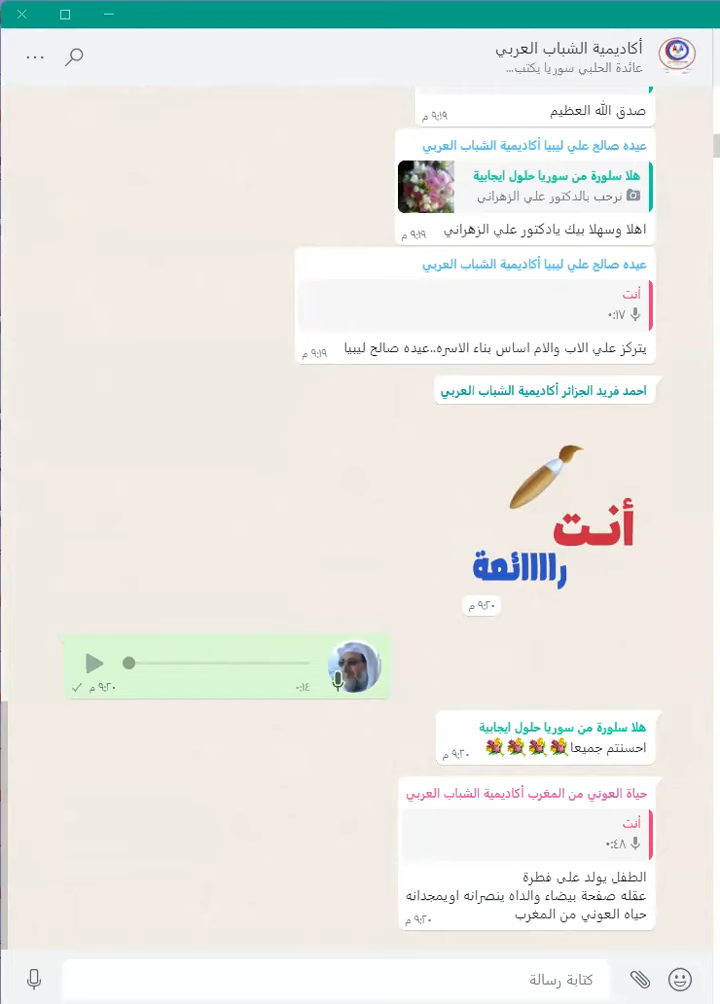 أكاديمية الشباب العربي
عائدة الحلبي سوريا يكتب...
صدق الله العظيم
٩:١٩ م
عيده صالح علي ليبيا أكاديمية الشباب العربي
هلا سلورة من سوريا حلول ايجابية
نرحب بالدكتور علي الزهراني
اهلا وسهلا بيك يادكتور علي الزهراني
٩:١٩ م
عيده صالح علي ليبيا أكاديمية الشباب العربي
أنت
٠:١٧
يتركز علي الاب والام اساس بناء الاسره..عيده صالح ليبيا
٩:١٩ م
احمد فريد الجزائر أكاديمية الشباب العربي
أنت
رااااائعة
٩:٢٠ م
٠:١٤
٩:٢٠ م
هلا سلورة من سوريا حلول ايجابية
احسنتم جميعا💐💐💐💐
٩:٢٠ م
حياة العوني من المغرب أكاديمية الشباب العربي
أنت
٠:٤٨
الطفل يولد على فطرة
عقله صفحة بيضاء والداه ينصرانه اويمجدانه
حياه العوني من المغرب
٩:٢٠ م
كتابة رسالة